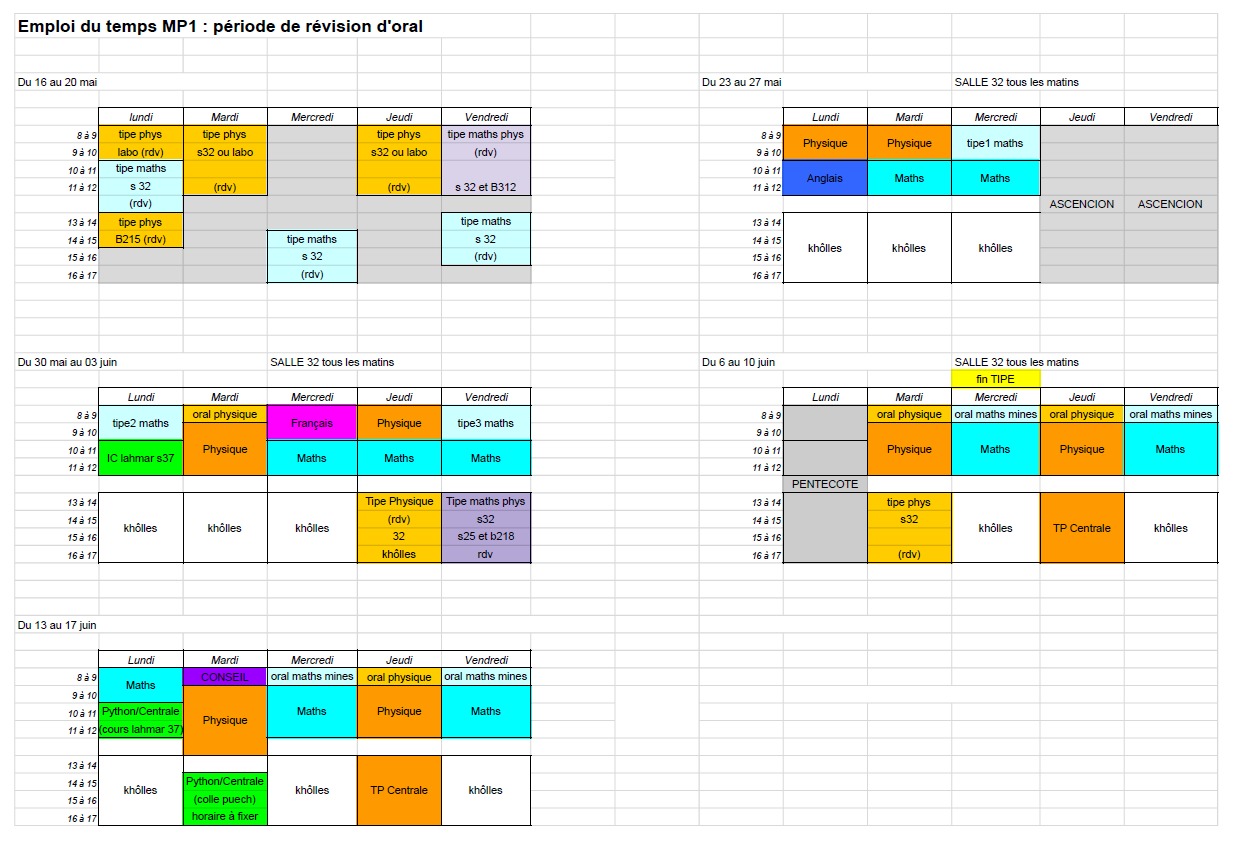 Emploi du temps MP1 : période de révision d'oral
Du 16 au 20 mai
lundi Mardi Mercredi Jeudi Vendredi
8 à 9 tipe phys tipe phys tipe phys tipe maths phys
9 à 10 labo (rdv) s32 ou labo s32 ou labo (rdv)
10 à 11 tipe maths
11 à 12 s 32 (rdv) (rdv) s 32 et B312
(rdv)
13 à 14 tipe phys tipe maths
14 à 15 B215 (rdv) tipe maths s 32
15 à 16 s 32 (rdv)
16 à 17 (rdv)
Du 23 au 27 mai SALLE 32 tous les matins
Lundi Mardi Mercredi Jeudi Vendredi
8 à 9
Physique Physique tipe1 maths
9 à 10
10 à 11
Anglais Maths Maths
11 à 12
ASCENCION ASCENCION
13 à 14
14 à 15
khôlles khôlles khôlles
15 à 16
16 à 17
Du 30 mai au 03 juin SALLE 32 tous les matins
Lundi Mardi Mercredi Jeudi Vendredi
8 à 9 oral physique
tipe2 maths Français Physique tipe3 maths
9 à 10
Physique
10 à 11
IC lahmar s37 Maths Maths Maths
11 à 12
13 à 14 Tipe Physique Tipe maths phys
14 à 15 (rdv) s32
khôlles khôlles khôlles
15 à 16 32 s25 et b218
16 à 17 khôlles rdv
Du 6 au 10 juin SALLE 32 tous les matins
fin TIPE
Lundi Mardi Mercredi Jeudi Vendredi
8 à 9 oral physique oral maths mines oral physique oral maths mines
9 à 10
10 à 11 Physique Maths Physique Maths
11 à 12
PENTECOTE
13 à 14 tipe phys
14 à 15 s32
khôlles TP Centrale khôlles
15 à 16
16 à 17 (rdv)
Du 13 au 17 juin
Lundi Mardi Mercredi Jeudi Vendredi
8 à 9 CONSEIL oral maths mines oral physique oral maths mines
Maths
9 à 10
10 à 11 Python/Centrale Maths Physique Maths
Physique
11 à 12 (cours lahmar 37)
13 à 14
14 à 15 Python/Centrale
khôlles khôlles TP Centrale khôlles
15 à 16 (colle puech)
16 à 17 horaire à fixer